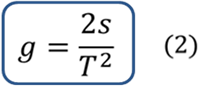 g = 2s/T² (2)